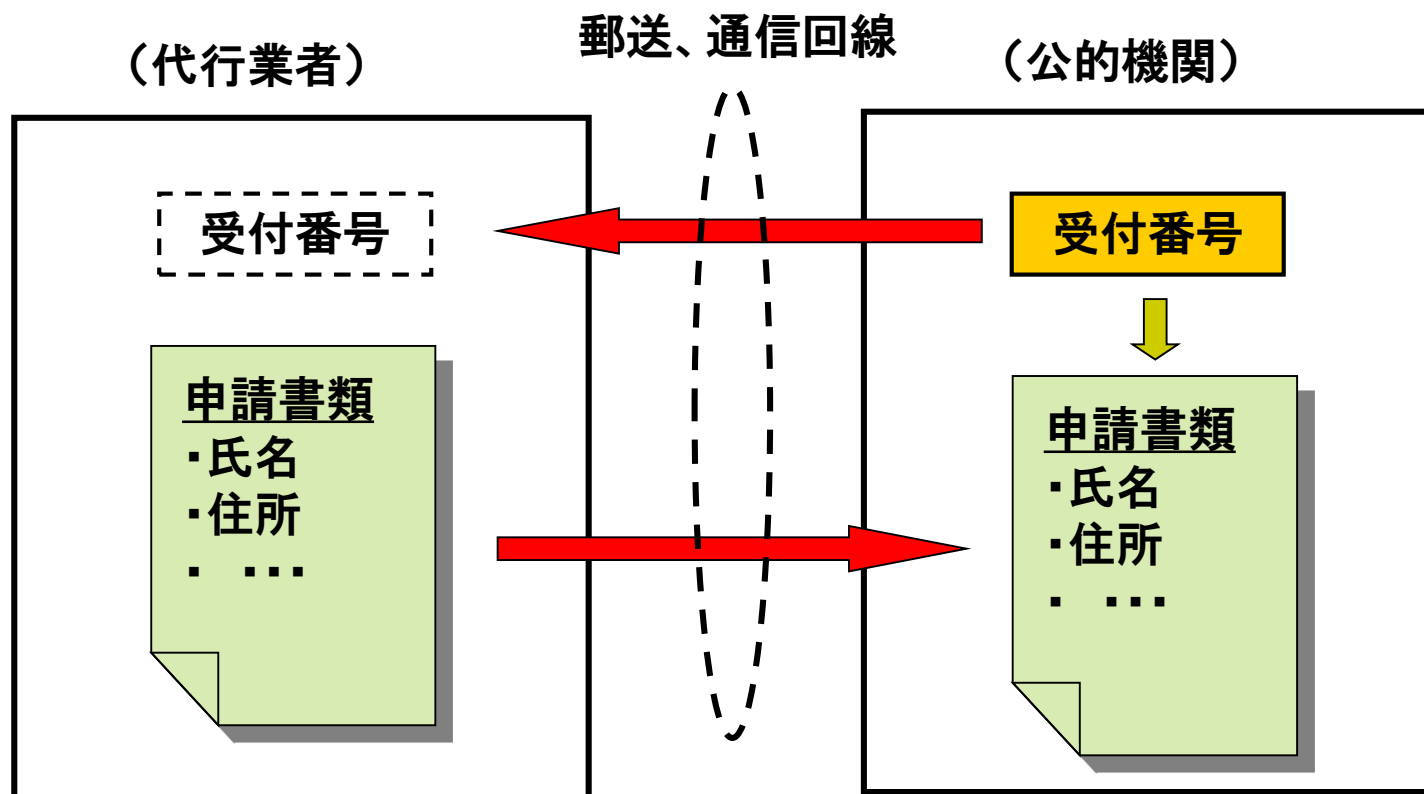 郵送、通信回線
（代行業者）
（公的機関）
受付番号
受付番号
申請書類
・氏名
・住所
・ ・・・
申請書類
・氏名
・住所
・ ・・・